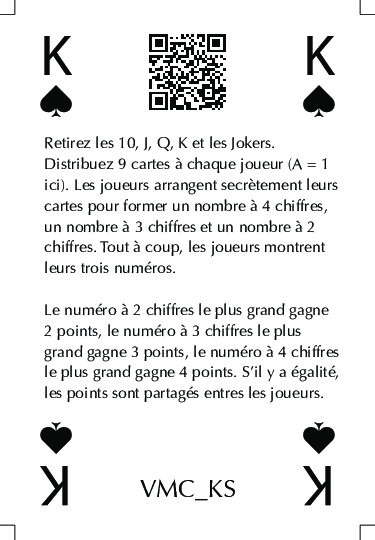 K K
Retirez les 10, J, Q, K et les Jokers.
Distribuez 9 cartes à chaque joueur (A = 1
ici). Les joueurs arrangent secrètement leurs
cartes pour former un nombre à 4 chiffres,
un nombre à 3 chiffres et un nombre à 2
chiffres. Tout à coup, les joueurs montrent
leurs trois numéros.
Le numéro à 2 chiffres le plus grand gagne
2 points, le numéro à 3 chiffres le plus
grand gagne 3 points, le numéro à 4 chiffres
le plus grand gagne 4 points. S'il y a égalité,
les points sont partagés entres les joueurs.
K VMC_KS K